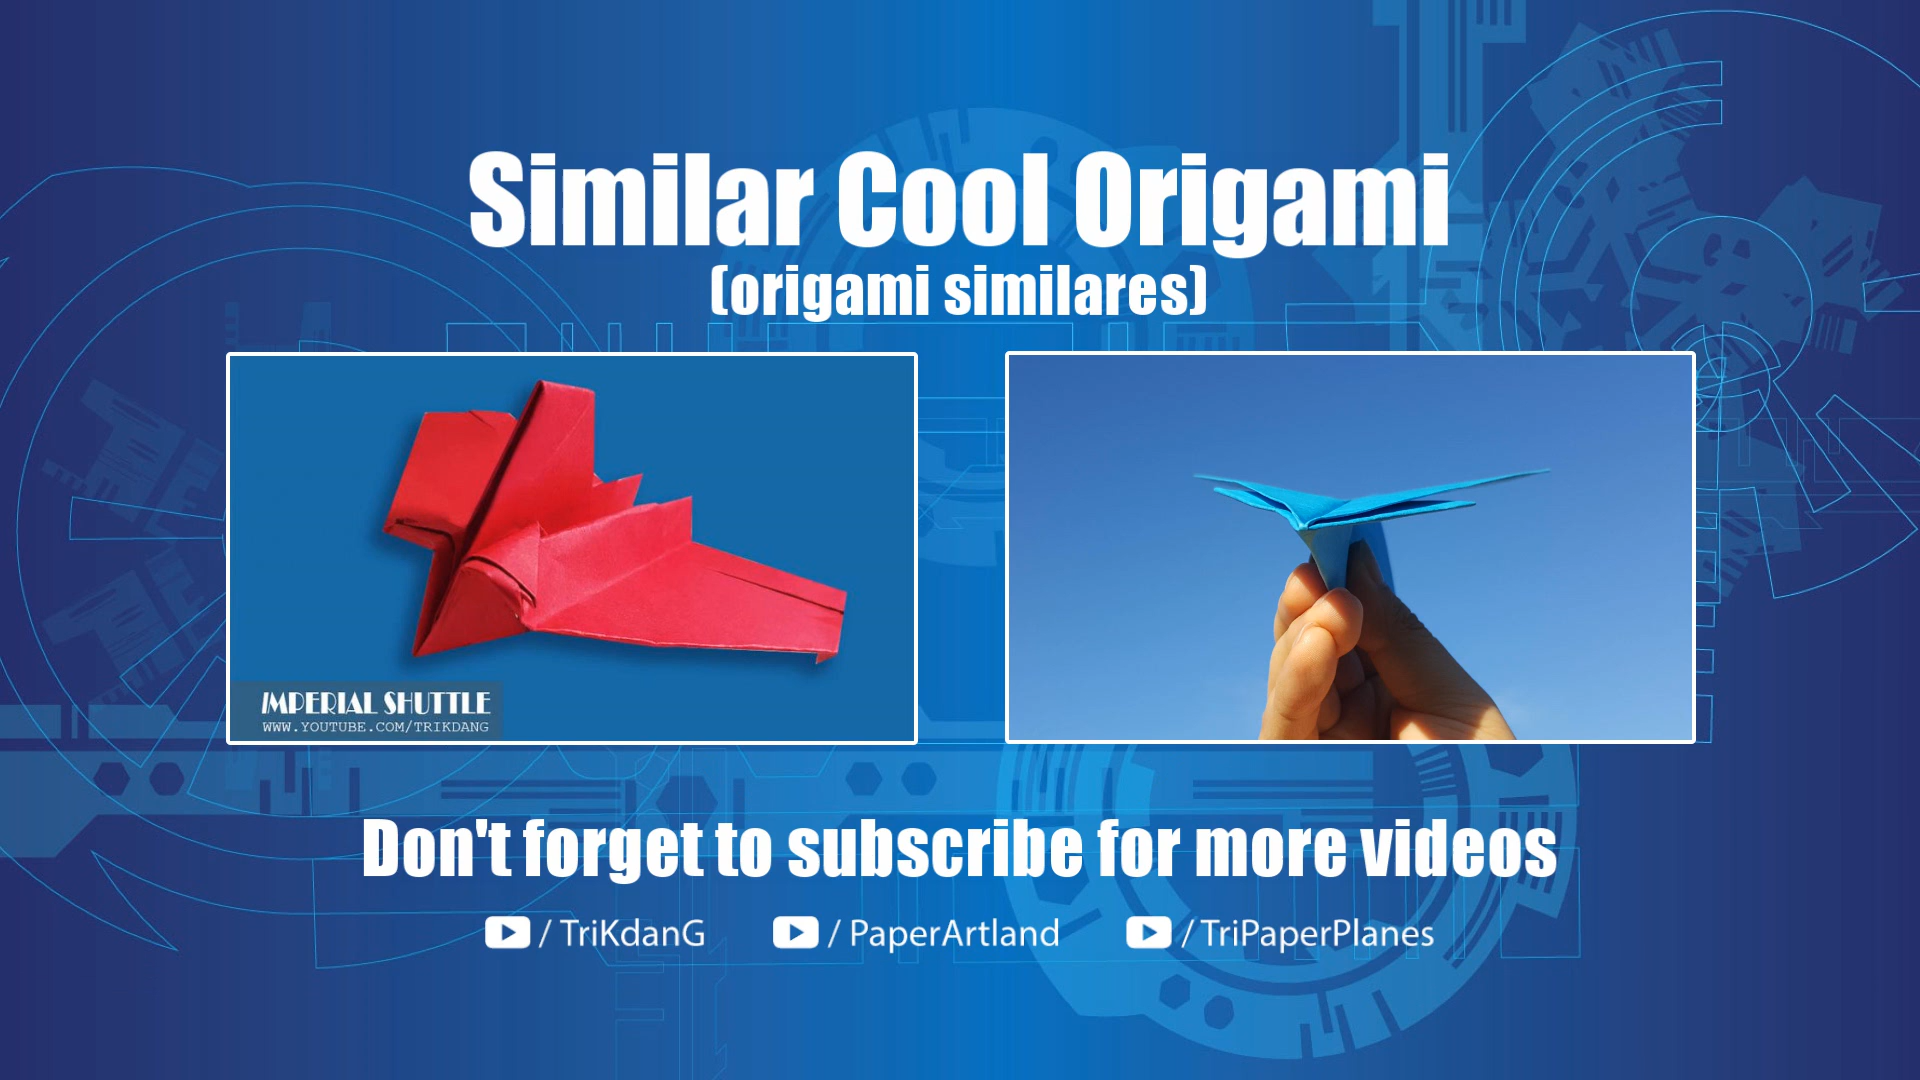 Similar Cool Origami
(origami similares)
IMPERIAL SHUTTLE
WWW.YOUTUBE.COM/TRIKDANG
Don't forget to subscribe for more videos
/ TriKdanG / PaperArtland / TriPaperPlanes